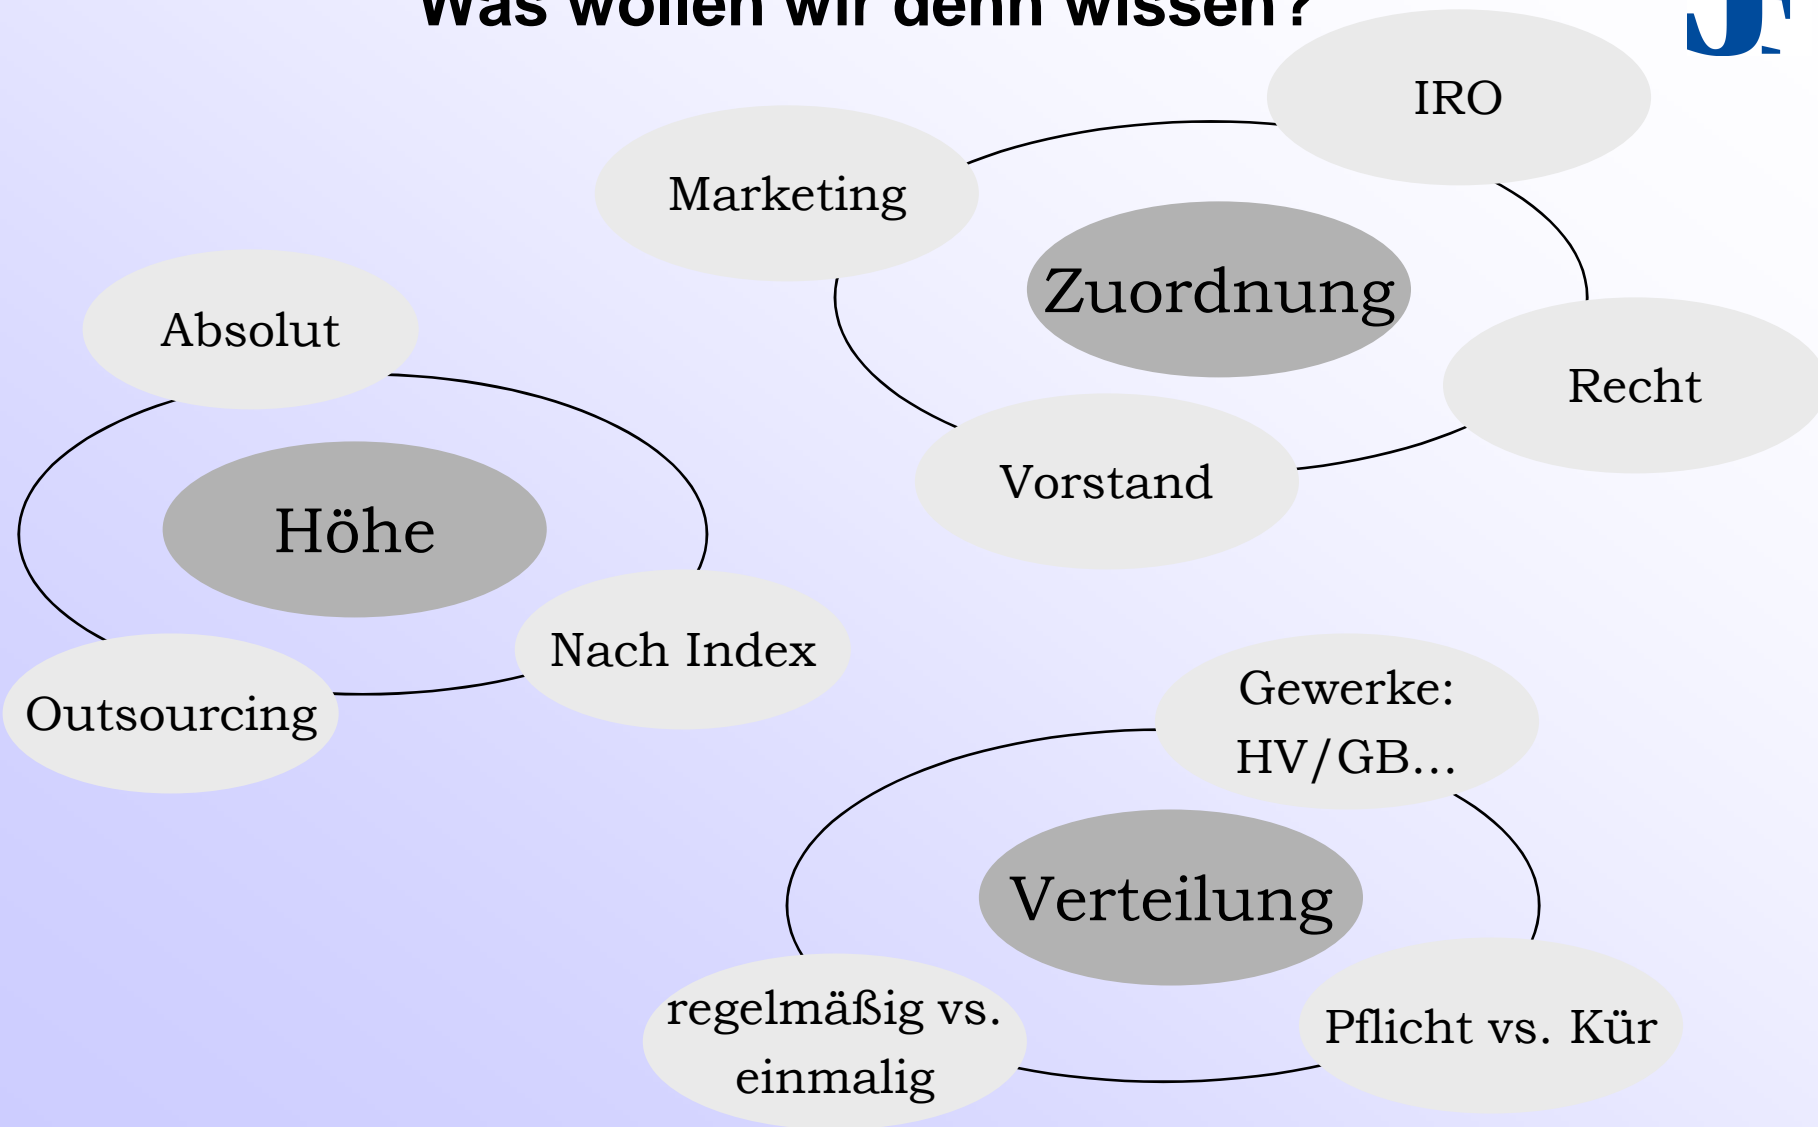 Was wollen wir denn wissen?
IRO
Marketing
Zuordnung
Recht
Vorstand
Absolut
Höhe
Nach Index
Outsourcing
Gewerke:
HV/GB...
Verteilung
regelmäßig vs.
einmalig
Pflicht vs. Kür